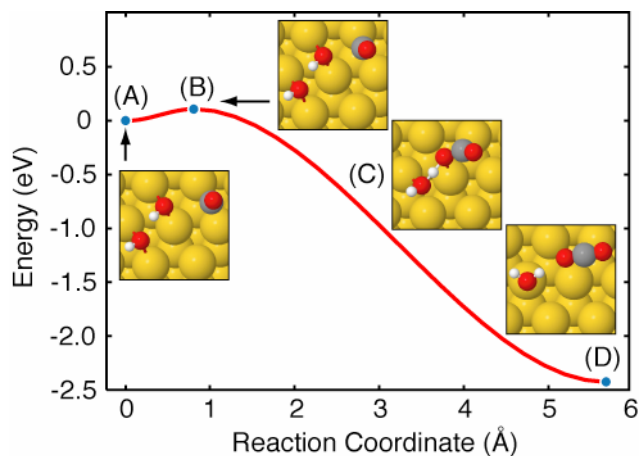 (A)
(B)
(C)
(D)
Energy (eV)
0.5
0
-0.5
-1.0
-1.5
-2.0
-2.5
0 1 2 3 4 5 6
Reaction Coordinate (Å)